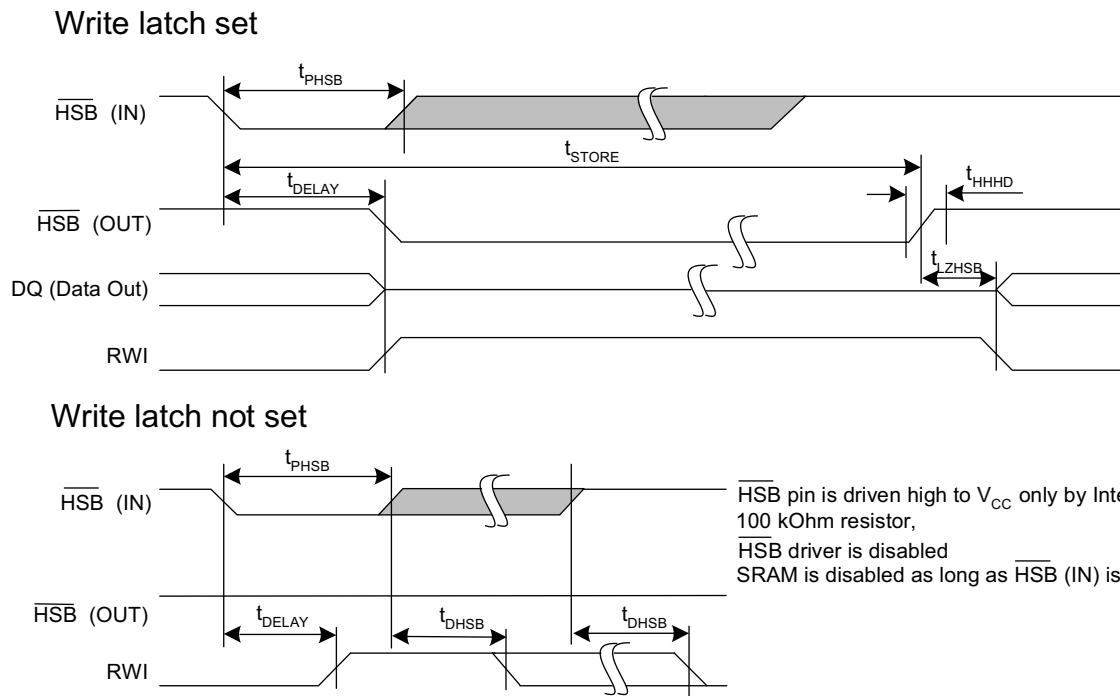 Write latch set
tPHSB
HSB (IN)
tSTORE
tDELAY
tHHHD
HSB (OUT)
tLZHSB
DQ (Data Out)
RWI
Write latch not set
tPHSB
HSB (IN)
HSB pin is driven high to VCC only by
100 kOhm resistor,
HSB driver is disabled
SRAM is disabled as long as HSB (IN) is
HSB (OUT)
tDELAY
tDHSB
tDHSB
RWI